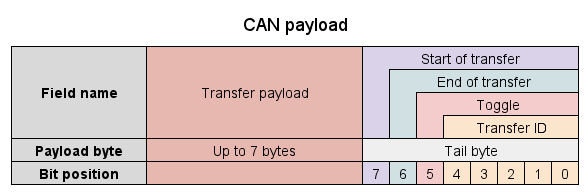 CAN payload
Start of transfer
End of transfer
Field name Transfer payload
Toggle
Transfer ID
Payload byte Up to 7 bytes Tail byte
Bit position 7 6 5 4 3 2 1 0